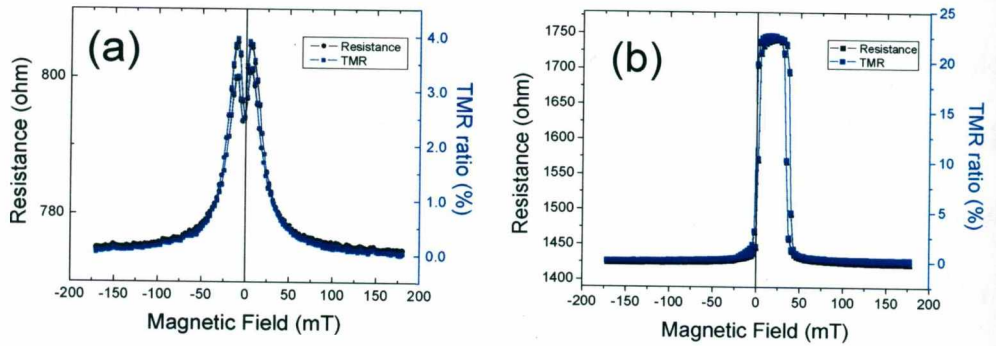 (a)
Resistance
TMR
Resistance (ohm)
800
780
4.0
3.0
2.0
1.0
0.0
TMR ratio (%)
-200 -150 -100 -50 0 50 100 150 200
Magnetic Field (mT)
(b)
Resistance
TMR
Resistance (ohm)
1750
1700
1650
1600
1550
1500
1450
1400
25
20
15
10
5
0
TMR ratio (%)
-200 -150 -100 -50 0 50 100 150 200
Magnetic Field (mT)